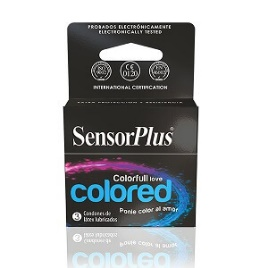 PROBADOS ELECTRÓNICAMENTE
ELECTRONICALLY TESTED
CE
0120
INTERNATIONAL CERTIFICATION
SensorPlus®
Colorfull love
colored
Ponle color al amor
3 Condones de
látex lubricados